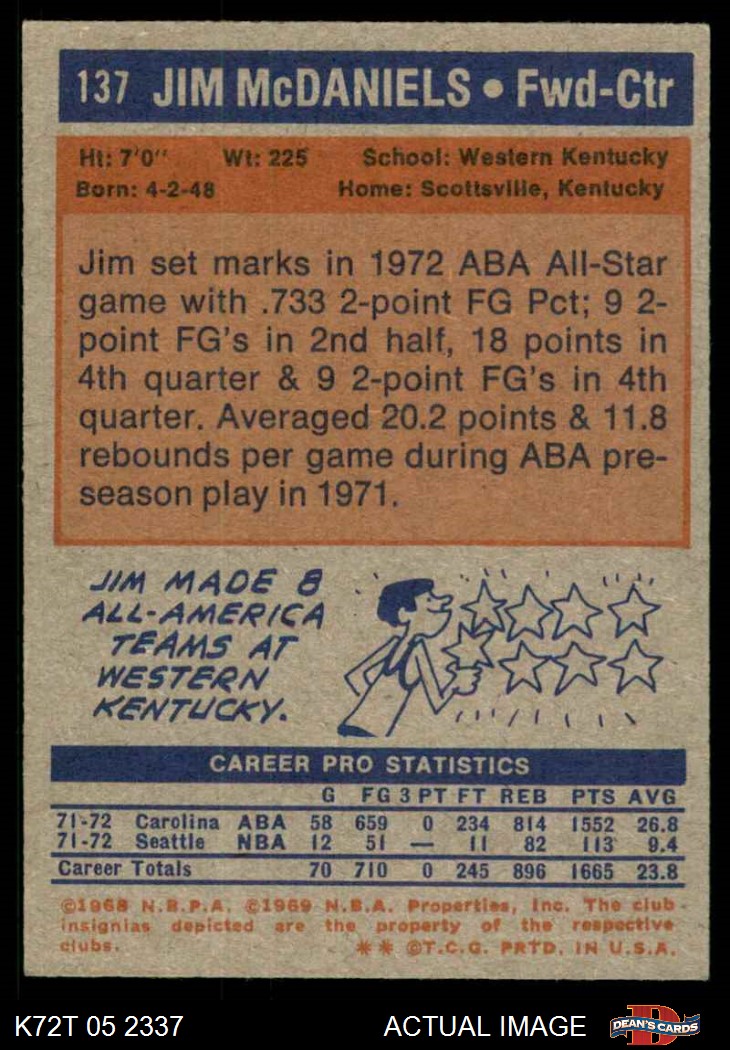 137 JIM McDANIELS • Fwd-Ctr
Ht: 7'0" Wt: 225 School: Western Kentucky
Born: 4-2-48 Home: Scottsville, Kentucky
Jim set marks in 1972 ABA All-Star
game with .733 2-point FG Pct; 9 2-
point FG's in 2nd half, 18 points in
4th quarter & 9 2-point FG's in 4th
quarter. Averaged 20.2 points & 11.8
rebounds per game during ABA pre-
season play in 1971.
JIM MADE 8
ALL-AMERICA
TEAMS AT
WESTERN
KENTUCKY.
CAREER PRO STATISTICS
G FG 3 PT FT REB PTS AVG
71-72 Carolina ABA 58 659 0 234 814 1552 26.8
71-72 Seattle NBA 12 51 — 11 82 113 9.4
Career Totals 70 710 0 245 896 1665 23.8
©1968 N.B.P.A. ©1969 N.B.A. Properties, Inc. The club
insignias depicted are the property of the respective
clubs. ** ©T.C.G. PRTD. IN U.S.A.
K72T 05 2337 ACTUAL IMAGE D DEAN'S CARDS